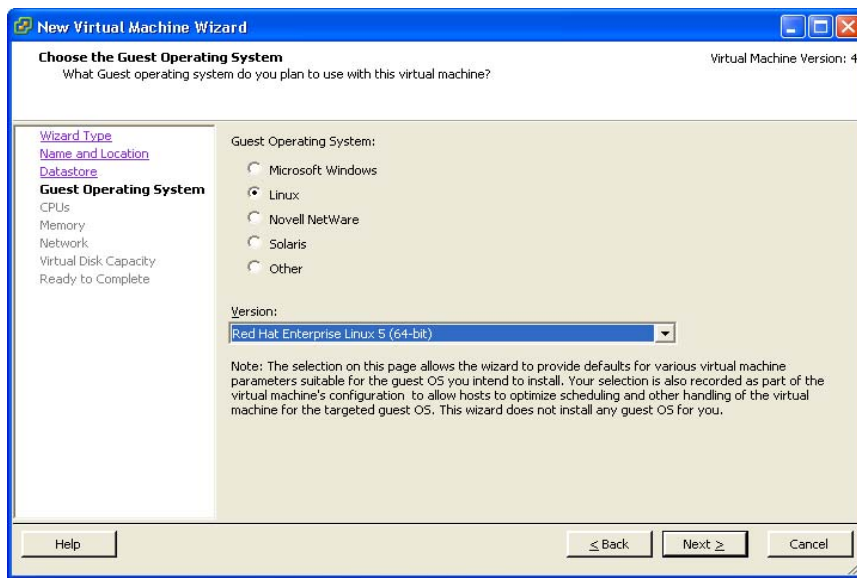 New Virtual Machine Wizard
Choose the Guest Operating System
What Guest operating system do you plan to use with this virtual machine?
Virtual Machine Version: 4
Wizard Type
Name and Location
Datastore
Guest Operating System
CPUs
Memory
Network
Virtual Disk Capacity
Ready to Complete
Guest Operating System:
Microsoft Windows
Linux
Novell NetWare
Solaris
Other
Version:
Red Hat Enterprise Linux 5 (64-bit)
Note: The selection on this page allows the wizard to provide defaults for various virtual machine
parameters suitable for the guest OS you intend to install. Your selection is also recorded as part of the
virtual machine's configuration to allow hosts to optimize scheduling and other handling of the virtual
machine for the targeted guest OS. This wizard does not install any guest OS for you.
Help
< Back
Next >
Cancel